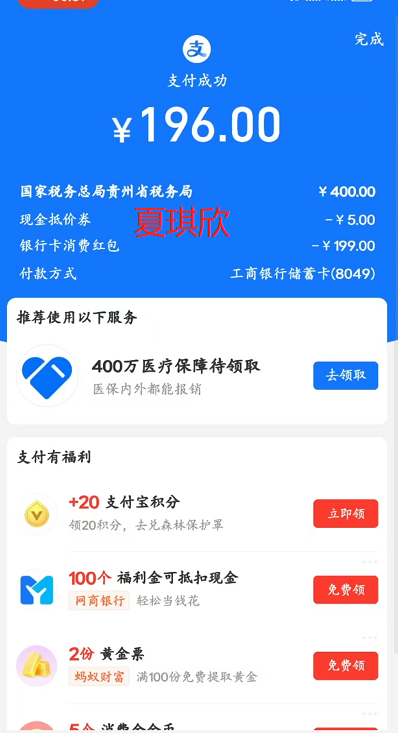 完成
支
支付成功
￥196.00
国家税务总局贵州省税务局 ￥400.00
现金抵价券 -￥5.00
夏琪欣
银行卡消费红包 -￥199.00
付款方式 工商银行储蓄卡(8049)
推荐使用以下服务
400万医疗保障待领取
医保内外都能报销
去领取
支付有福利
+20 支付宝积分
领20积分，去兑森林保护罩
立即领
100个 福利金可抵扣现金
网商银行 轻松当钱花
免费领
2份 黄金票
蚂蚁财富 满100份免费提取黄金
免费领